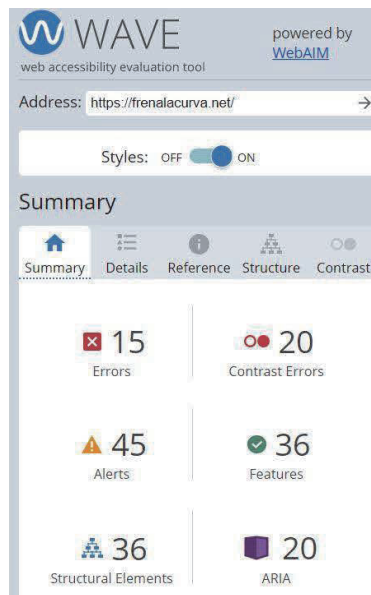 WAVE
powered by
WebAIM
web accessibility evaluation tool
Address: https://frenalacurva.net/ →
Styles: OFF ON
Summary
Summary Details Reference Structure Contrast
15 20
Errors Contrast Errors
45 36
Alerts Features
36 20
Structural Elements ARIA